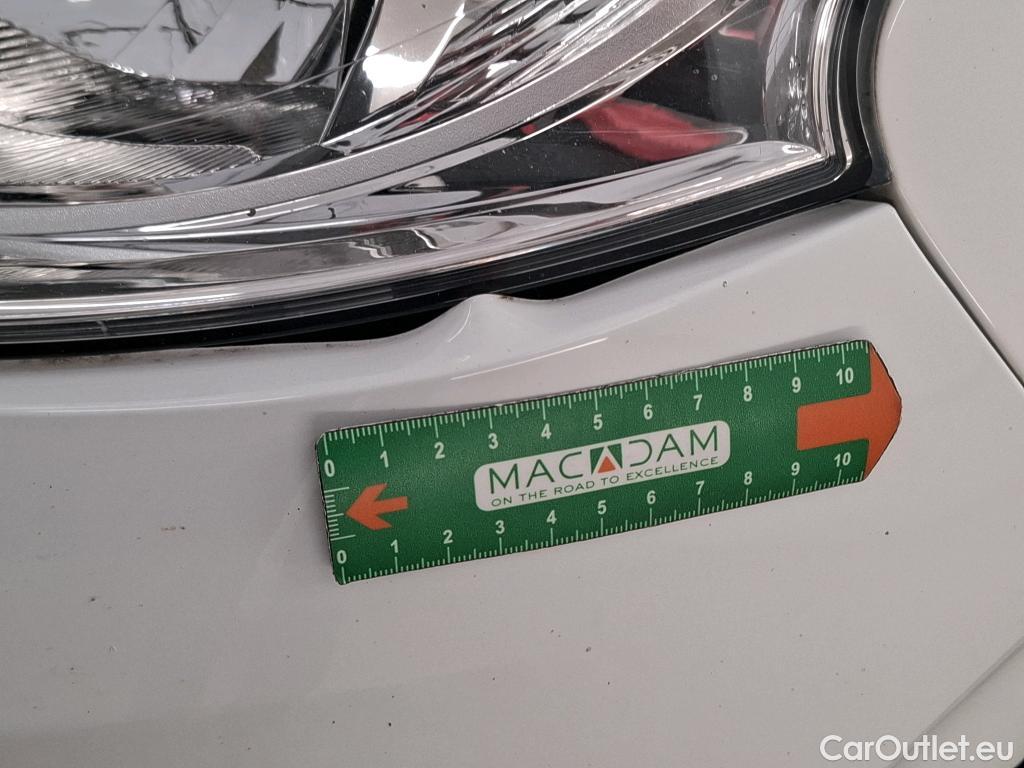 0 1 2 3 4 5 6 7 8 9 10
MACADAM
ON THE ROAD TO EXCELLENCE
0 1 2 3 4 5 6 7 8 9 10
CarOutlet.eu